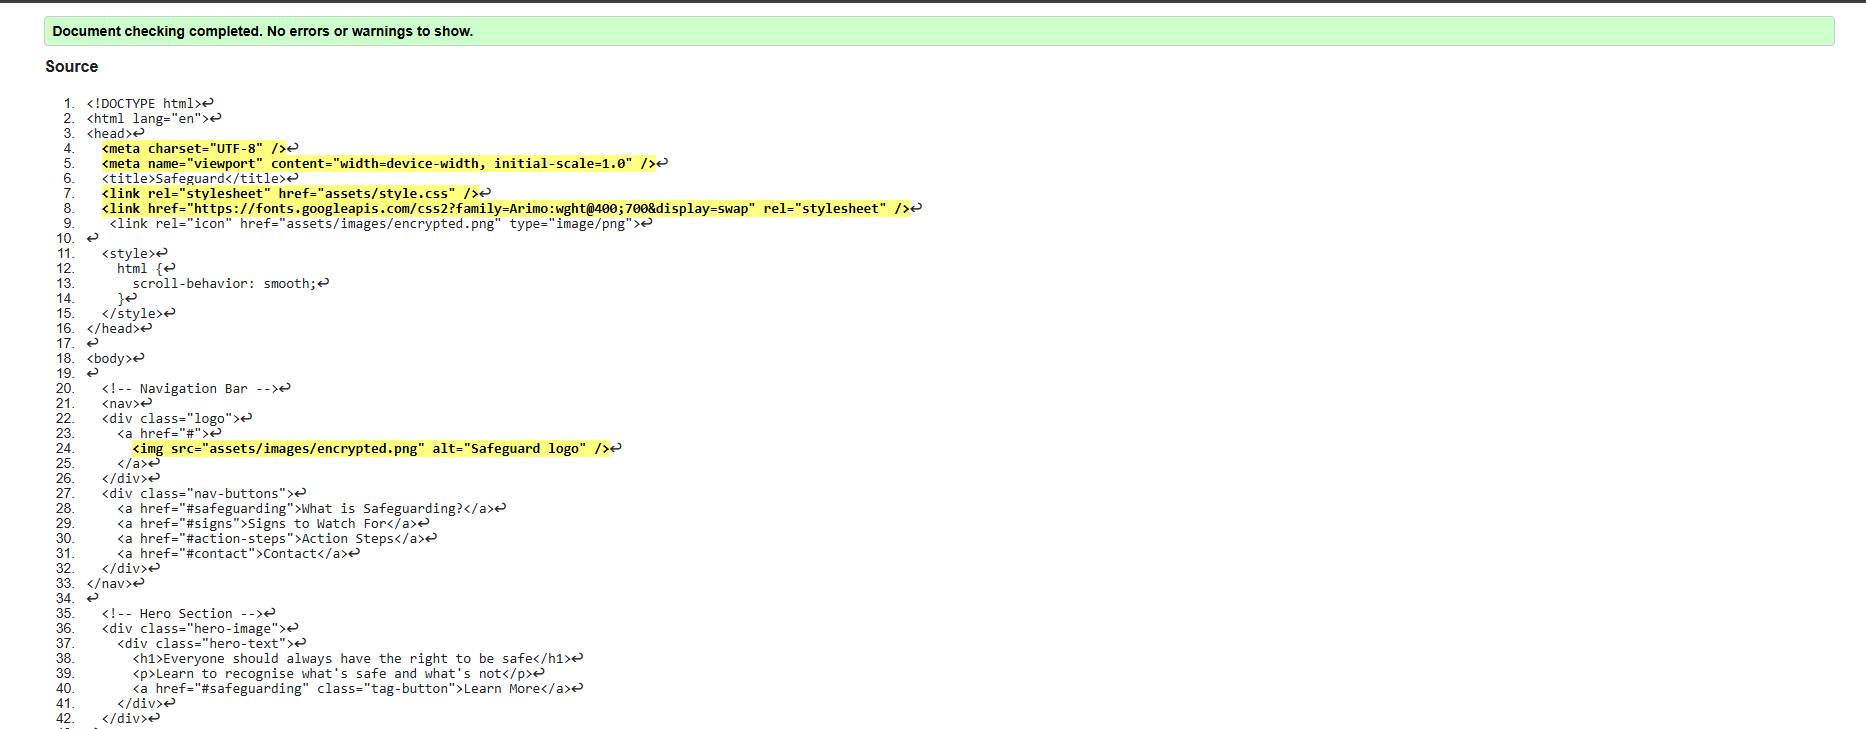 Document checking completed. No errors or warnings to show.
Source
1. <!DOCTYPE html>↩
2. <html lang="en">↩
3. <head>↩
4. <meta charset="UTF-8" />↩
5. <meta name="viewport" content="width=device-width, initial-scale=1.0" />↩
6. <title>Safeguard</title>↩
7. <link rel="stylesheet" href="assets/style.css" />↩
8. <link href="https://fonts.googleapis.com/css2?family=Arimo:wght@400;700&display=swap" rel="stylesheet" />↩
9. <link rel="icon" href="assets/images/encrypted.png" type="image/png">↩
10. ↩
11. <style>↩
12. html {↩
13. scroll-behavior: smooth;↩
14. }↩
15. </style>↩
16. </head>↩
17. ↩
18. <body>↩
19. ↩
20. <!-- Navigation Bar -->↩
21. <nav>↩
22. <div class="logo">↩
23. <a href="#">↩
24. <img src="assets/images/encrypted.png" alt="Safeguard logo" />↩
25. </a>↩
26. </div>↩
27. <div class="nav-buttons">↩
28. <a href="#safeguarding">What is Safeguarding?</a>↩
29. <a href="#signs">Signs to Watch For</a>↩
30. <a href="#action-steps">Action Steps</a>↩
31. <a href="#contact">Contact</a>↩
32. </div>↩
33. </nav>↩
34. ↩
35. <!-- Hero Section -->↩
36. <div class="hero-image">↩
37. <div class="hero-text">↩
38. <h1>Everyone should always have the right to be safe</h1>↩
39. <p>Learn to recognise what's safe and what's not</p>↩
40. <a href="#safeguarding" class="tag-button">Learn More</a>↩
41. </div>↩
42. </div>↩